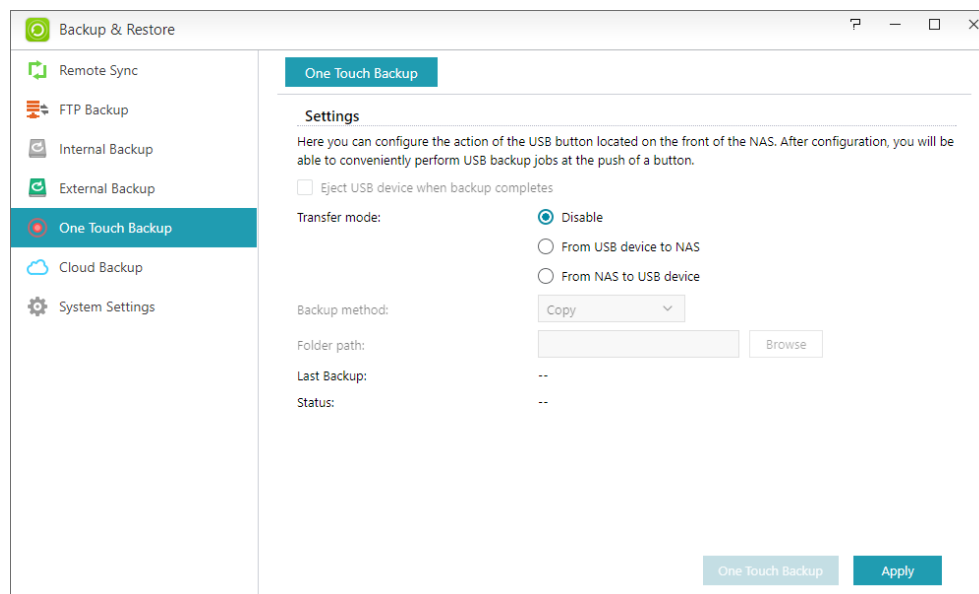 Backup & Restore
Remote Sync
FTP Backup
Internal Backup
External Backup
One Touch Backup
Cloud Backup
System Settings
One Touch Backup
Settings
Here you can configure the action of the USB button located on the front of the NAS. After configuration, you will be
able to conveniently perform USB backup jobs at the push of a button.
Eject USB device when backup completes
Transfer mode:
Disable
From USB device to NAS
From NAS to USB device
Backup method:
Copy
Folder path:
Browse
Last Backup:
--
Status:
--
One Touch Backup
Apply